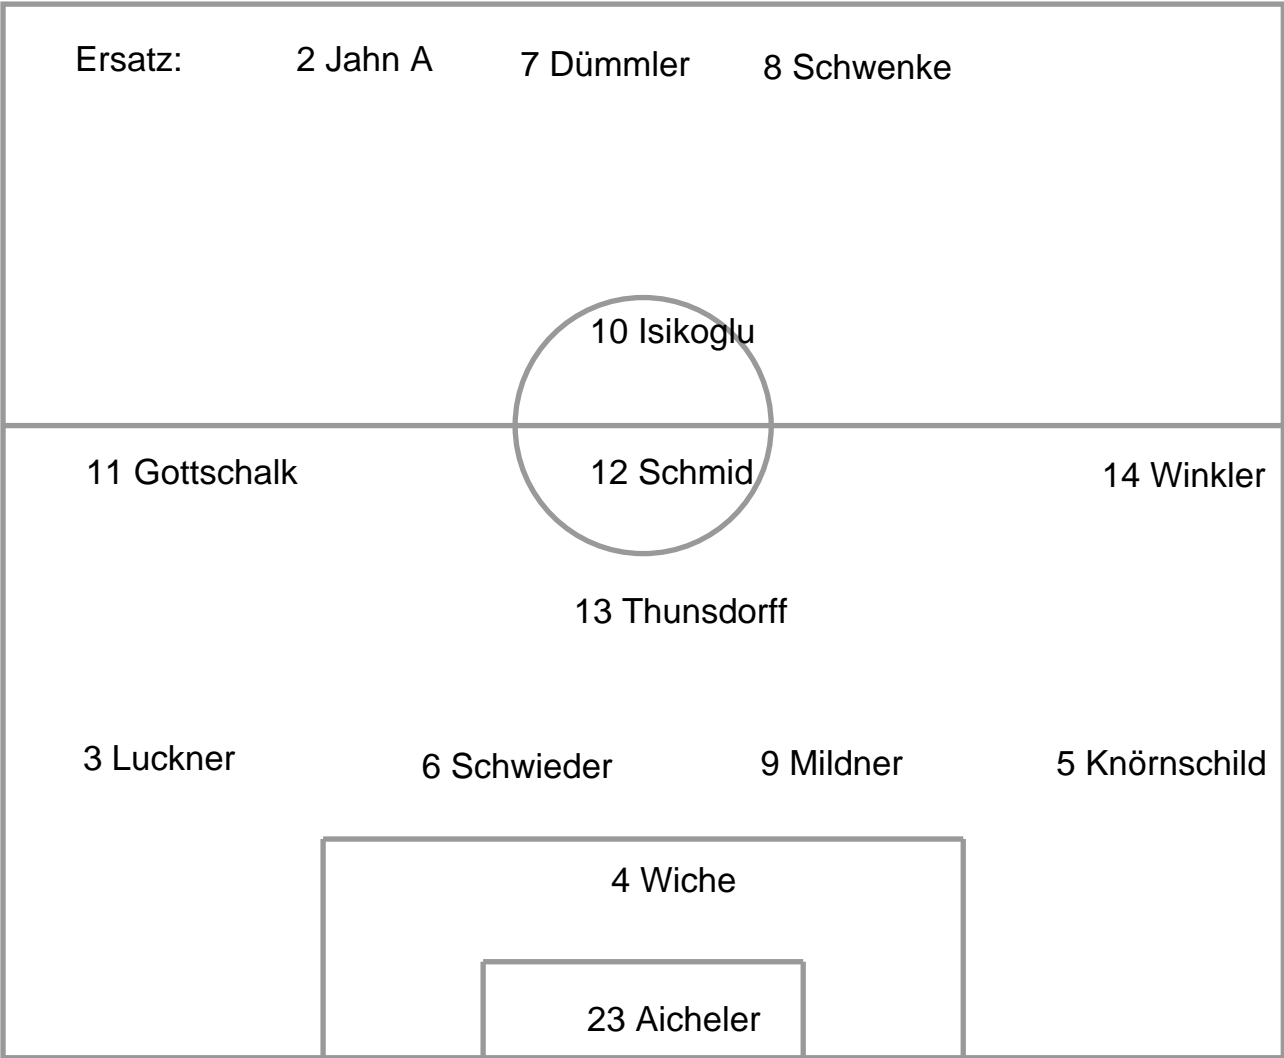 Ersatz: 2 Jahn A 7 Dümmler 8 Schwenke
10 Isikoglu
11 Gottschalk 12 Schmid 14 Winkler
13 Thunsdorff
3 Luckner 6 Schwieder 9 Mildner 5 Knörnschild
4 Wiche
23 Aicheler